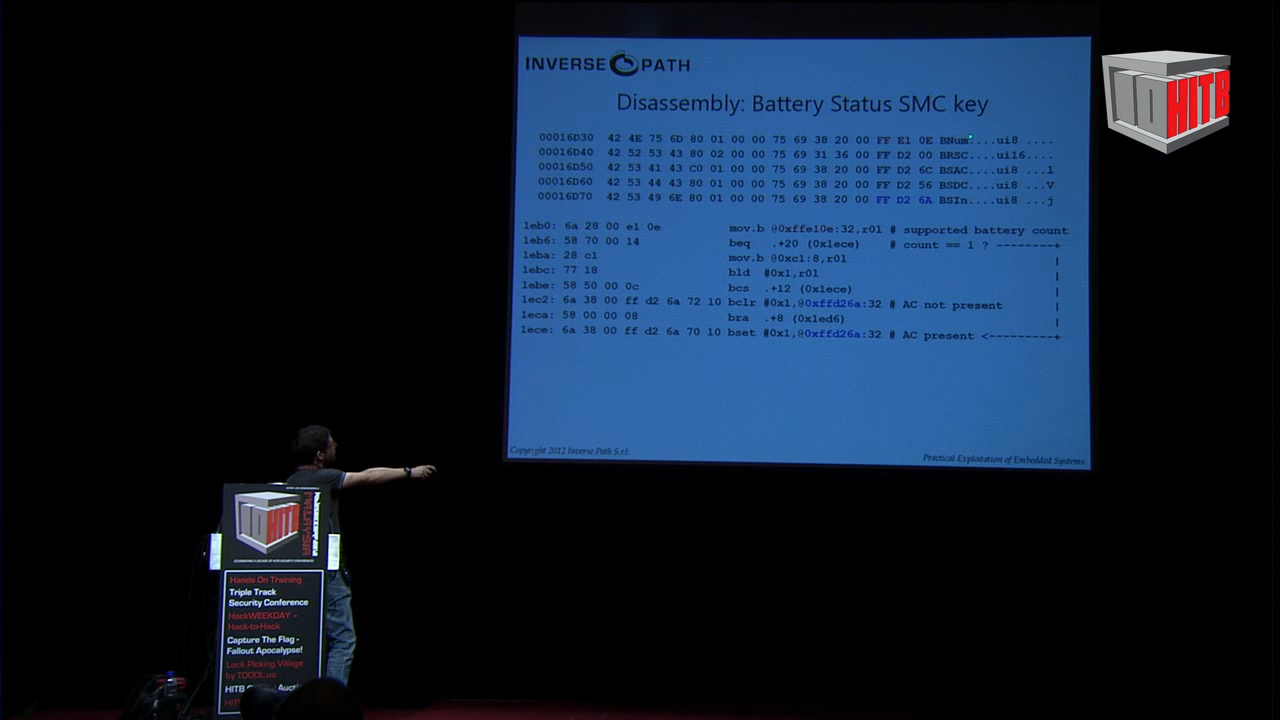 INVERSE PATH
Disassembly: Battery Status SMC key
00016D30 42 4E 75 6D 80 01 00 00 75 69 38 20 00 FF E1 0E BNum....ui8 ....
00016D40 42 52 53 43 80 02 00 00 75 69 31 36 00 FF D2 00 BRSC....ui16....
00016D50 42 53 41 43 C0 01 00 00 75 69 38 20 00 FF D2 6C BSAC....ui8 ...l
00016D60 42 53 44 43 80 01 00 00 75 69 38 20 00 FF D2 56 BSDC....ui8 ...V
00016D70 42 53 49 6E 80 01 00 00 75 69 38 20 00 FF D2 6A BSIn....ui8 ...j
1eb0: 6a 28 00 e1 0e mov.b @0xffe10e:32,r01 # supported battery count
1eb6: 58 70 00 14 beq .+20 (0x1ece) # count == 1 ? --------+
1eba: 28 c1 mov.b @0xc1:8,r01 |
1ebc: 77 18 bld #0x1,r01 |
1ebe: 58 50 00 0c bcs .+12 (0x1ece) |
1ec2: 6a 38 00 ff d2 6a 72 10 bclr #0x1,@0xffd26a:32 # AC not present |
1eca: 58 00 00 08 bra .+8 (0x1ed6) |
1ece: 6a 38 00 ff d2 6a 70 10 bset #0x1,@0xffd26a:32 # AC present <----------+
Copyright 2012 Inverse Path S.r.l.
Practical Exploitation of Embedded Systems
HITB
HITB
MALAYSIA
Hands On Training
Triple Track
Security Conference
HackWEEKDAY –
Hack-to-Hack
Capture The Flag -
Fallout Apocalypse!
Lock Picking Village
by TOOOL.us
HITB
HIT